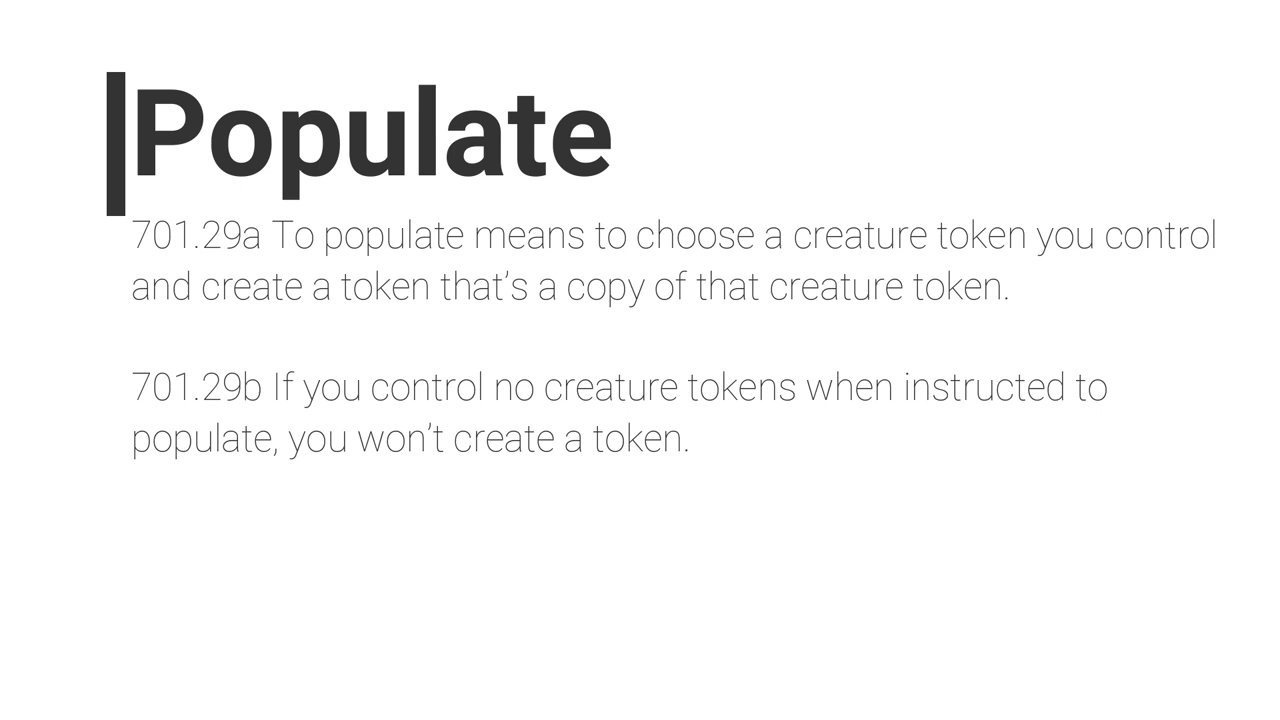 Populate
701.29a To populate means to choose a creature token you control
and create a token that’s a copy of that creature token.
701.29b If you control no creature tokens when instructed to
populate, you won’t create a token.